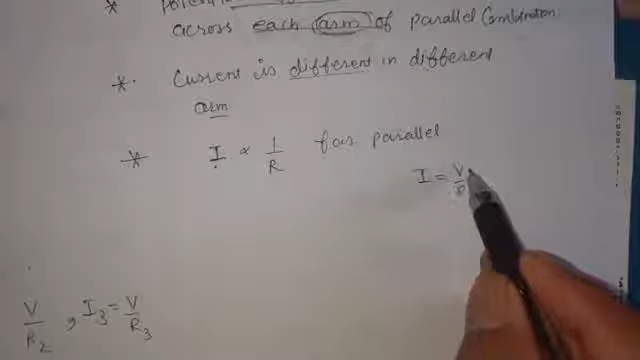 * 
across each arm of parallel Combination.
* Current is different in different
arm
* I ∝ 1/R for parallel
I = V/R
V/R2 , I3 = V/R3